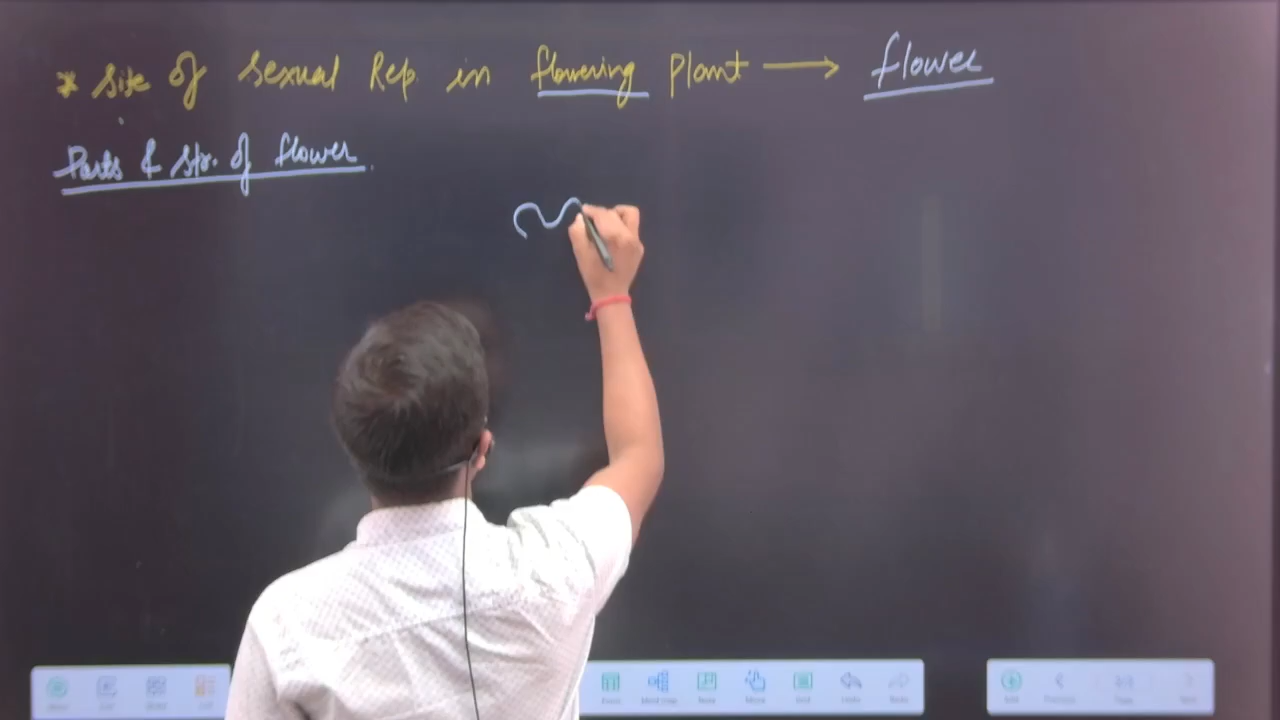 * Site of sexual Rep. in flowering Plant → flower
Parts & str. of flower.